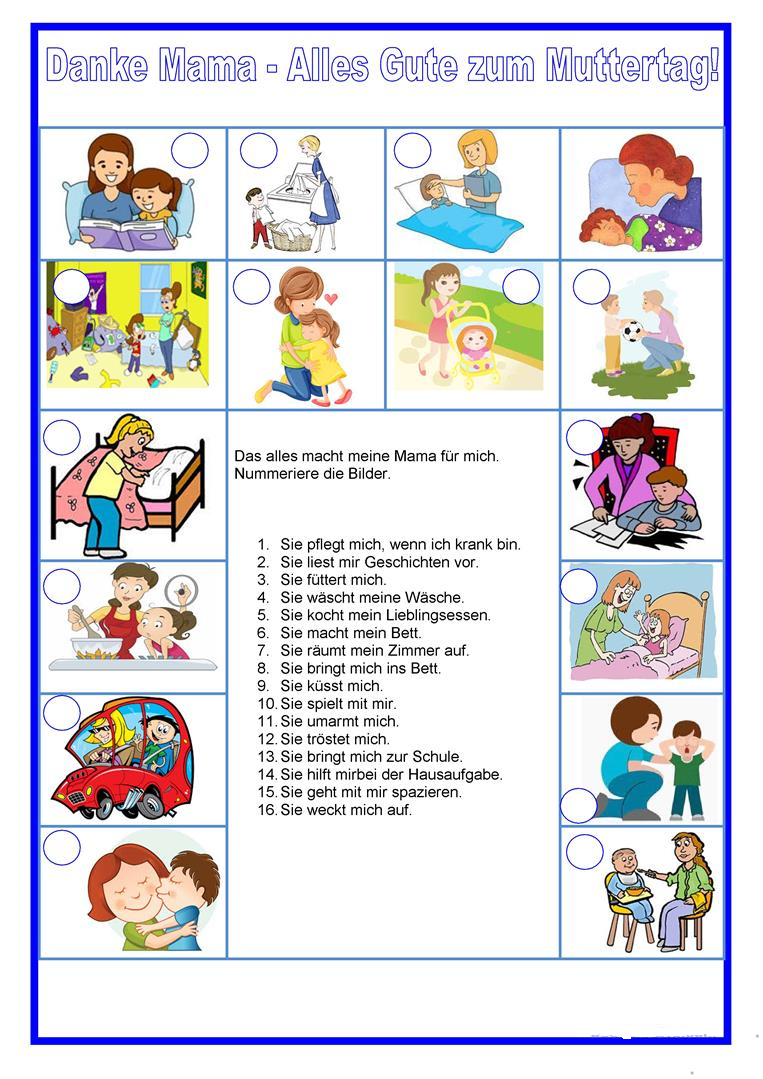 Danke Mama - Alles Gute zum Muttertag!
Das alles macht meine Mama für mich.
Nummeriere die Bilder.
1. Sie pflegt mich, wenn ich krank bin.
2. Sie liest mir Geschichten vor.
3. Sie füttert mich.
4. Sie wäscht meine Wäsche.
5. Sie kocht mein Lieblingsessen.
6. Sie macht mein Bett.
7. Sie räumt mein Zimmer auf.
8. Sie bringt mich ins Bett.
9. Sie küsst mich.
10. Sie spielt mit mir.
11. Sie umarmt mich.
12. Sie tröstet mich.
13. Sie bringt mich zur Schule.
14. Sie hilft mirbei der Hausaufgabe.
15. Sie geht mit mir spazieren.
16. Sie weckt mich auf.